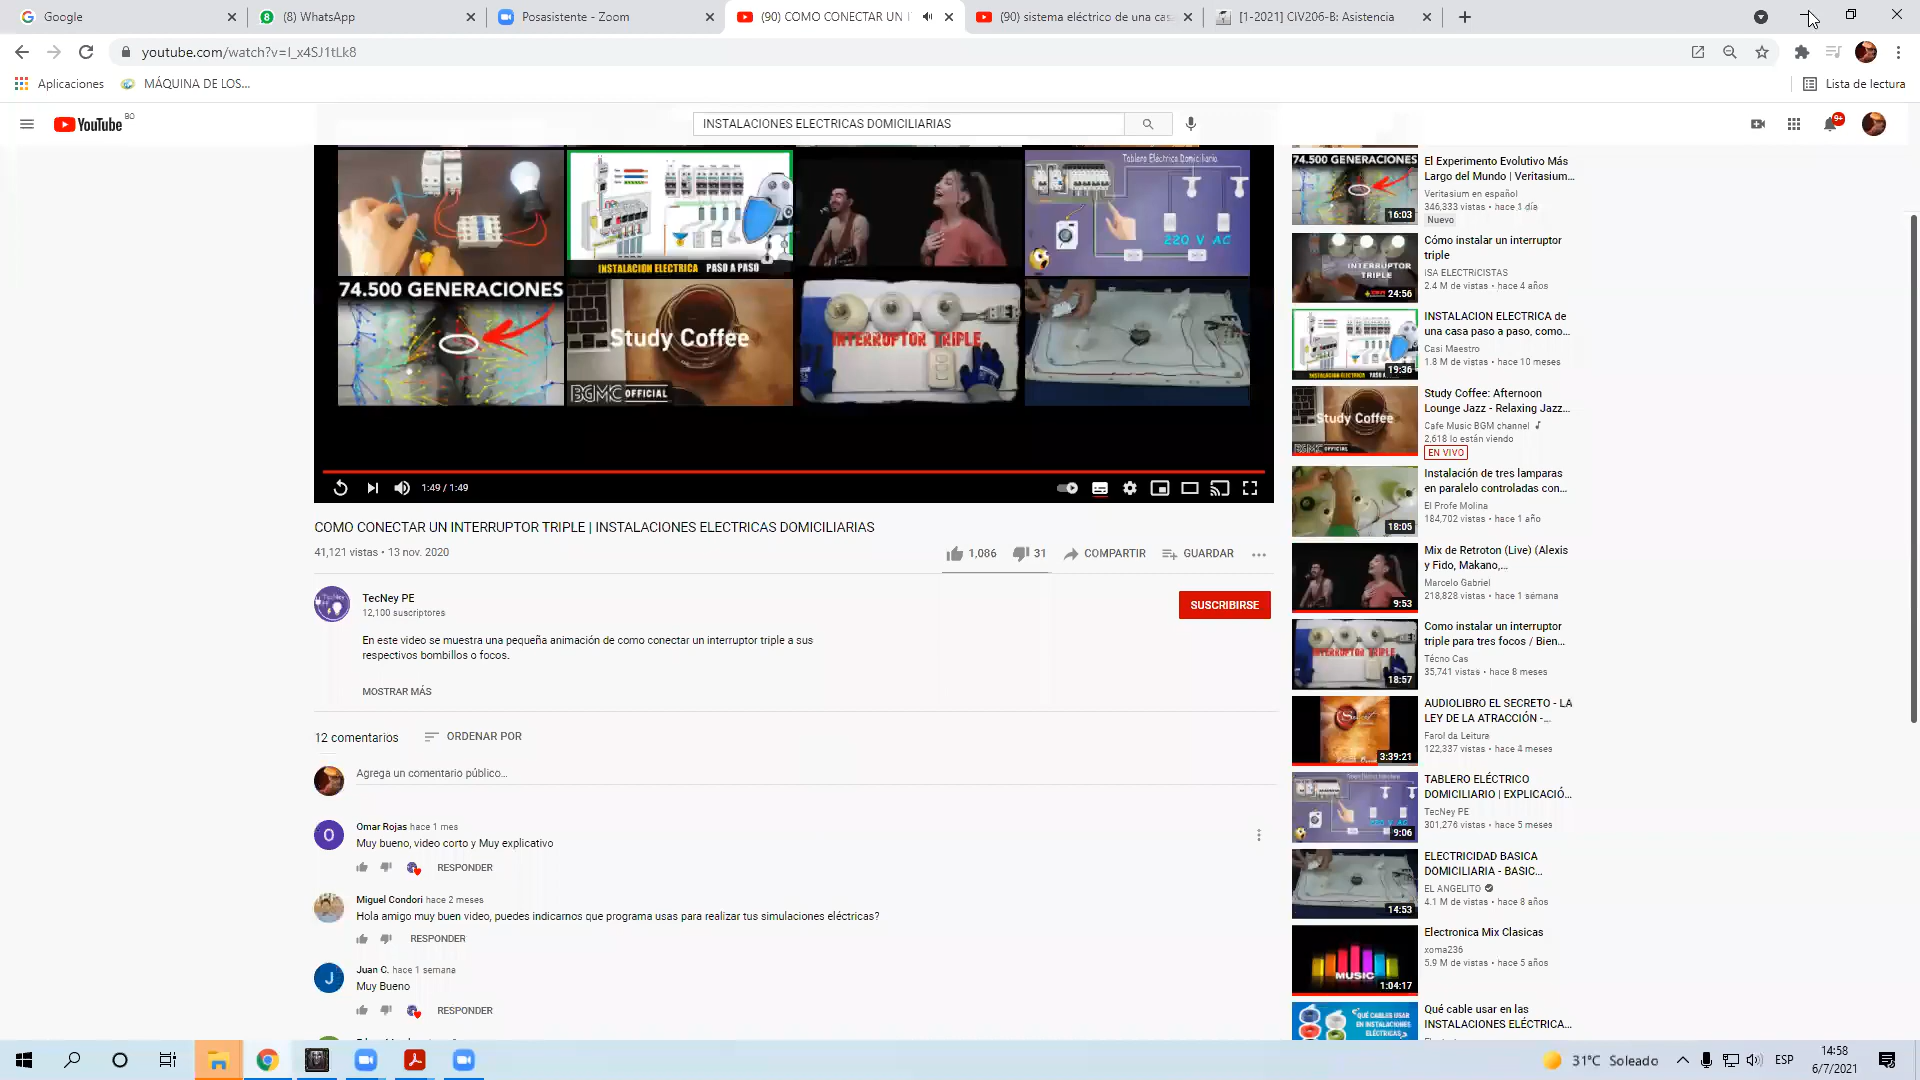 Google
(8) WhatsApp
Posasistente - Zoom
(90) COMO CONECTAR UN I
(90) sistema eléctrico de una cas
[1-2021] CIV206-B: Asistencia
youtube.com/watch?v=I_x4SJ1tLk8
Aplicaciones
MÁQUINA DE LOS...
Lista de lectura
YouTube BO
INSTALACIONES ELECTRICAS DOMICILIARIAS
9+
INSTALACION ELECTRICA PASO A PASO
Tablero Eléctrico Domiciliario
220 V AC
74.500 GENERACIONES
Study Coffee
BGMC OFFICIAL
INTERRUPTOR TRIPLE
1:49 / 1:49
COMO CONECTAR UN INTERRUPTOR TRIPLE | INSTALACIONES ELECTRICAS DOMICILIARIAS
41,121 vistas • 13 nov. 2020
1,086
31
COMPARTIR
GUARDAR
TecNey PE
12,100 suscriptores
SUSCRIBIRSE
En este video se muestra una pequeña animación de como conectar un interruptor triple a sus
respectivos bombillos o focos.
MOSTRAR MÁS
12 comentarios
ORDENAR POR
Agrega un comentario público...
O
Omar Rojas hace 1 mes
Muy bueno, video corto y Muy explicativo
RESPONDER
Miguel Condori hace 2 meses
Hola amigo muy buen video, puedes indicarnos que programa usas para realizar tus simulaciones eléctricas?
RESPONDER
J
Juan C. hace 1 semana
Muy Bueno
RESPONDER
74.500 GENERACIONES
16:03
El Experimento Evolutivo Más
Largo del Mundo | Veritasium...
Veritasium en español
346,333 vistas • hace 1 día
Nuevo
INTERRUPTOR
TRIPLE
24:56
Cómo instalar un interruptor
triple
iSA ELECTRiCISTAS
2.4 M de vistas • hace 4 años
INSTALACION ELECTRICA PASO A PASO
19:36
INSTALACION ELECTRICA de
una casa paso a paso, como...
Casi Maestro
1.8 M de vistas • hace 10 meses
Study Coffee
BGMC OFFICIAL
Study Coffee: Afternoon
Lounge Jazz - Relaxing Jazz...
Cafe Music BGM channel
2,618 lo están viendo
EN VIVO
18:05
Instalación de tres lamparas
en paralelo controladas con...
El Profe Molina
184,702 vistas • hace 1 año
9:53
Mix de Retroton (Live) (Alexis
y Fido, Makano,...
Marcelo Gabriel
218,828 vistas • hace 1 semana
INTERRUPTOR TRIPLE
18:57
Como instalar un interruptor
triple para tres focos / Bien...
Técno Cas
35,741 vistas • hace 8 meses
3:39:21
AUDIOLIBRO EL SECRETO - LA
LEY DE LA ATRACCIÓN -...
Farol da Leitura
122,337 vistas • hace 4 meses
9:06
TABLERO ELÉCTRICO
DOMICILIARIO | EXPLICACIÓ...
TecNey PE
301,276 vistas • hace 5 meses
14:53
ELECTRICIDAD BASICA
DOMICILIARIA - BASIC...
EL ANGELITO
4.1 M de vistas • hace 8 años
MUSIC
1:04:17
Electronica Mix Clasicas
xoma236
5.9 M de vistas • hace 5 años
¿QUÉ CABLES USAR
EN INSTALACIONES
ELÉCTRICAS
Qué cable usar en las
INSTALACIONES ELÉCTRICA...
31°C Soleado
ESP
14:58
6/7/2021